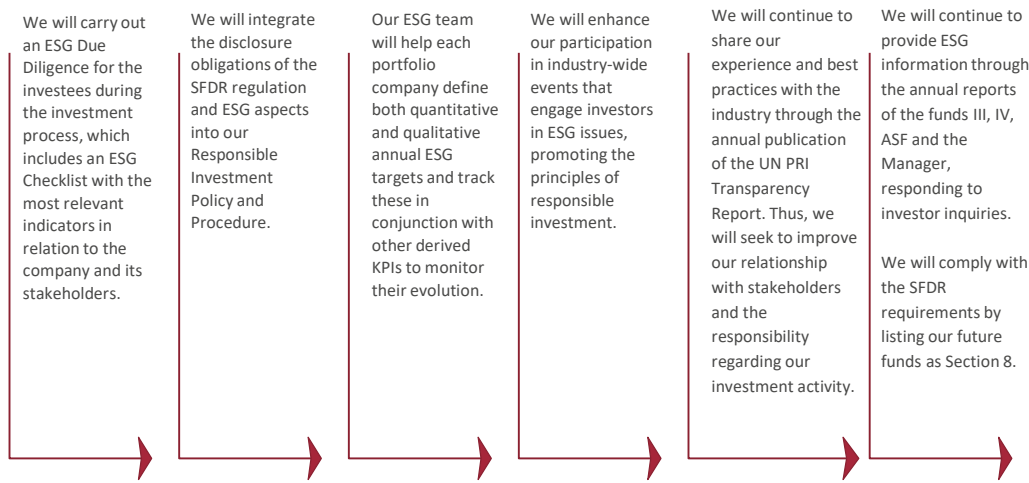 We will carry out
an ESG Due
Diligence for the
investees during
the investment
process, which
includes an ESG
Checklist with the
most relevant
indicators in
relation to the
company and its
stakeholders.
We will integrate
the disclosure
obligations of the
SFDR regulation
and ESG aspects
into our
Responsible
Investment
Policy and
Procedure.
Our ESG team
will help each
portfolio
company define
both quantitative
and qualitative
annual ESG
targets and track
these in
conjunction with
other derived
KPIs to monitor
their evolution.
We will enhance
our participation
in industry-wide
events that
engage investors
in ESG issues,
promoting the
principles of
responsible
investment.
We will continue to
share our
experience and best
practices with the
industry through the
annual publication
of the UN PRI
Transparency
Report. Thus, we
will seek to improve
our relationship
with stakeholders
and the
responsibility
regarding our
investment activity.
We will continue to
provide ESG
information through
the annual reports
of the funds III, IV,
ASF and the
Manager,
responding to
investor inquiries.
We will comply with
the SFDR
requirements by
listing our future
funds as Section 8.